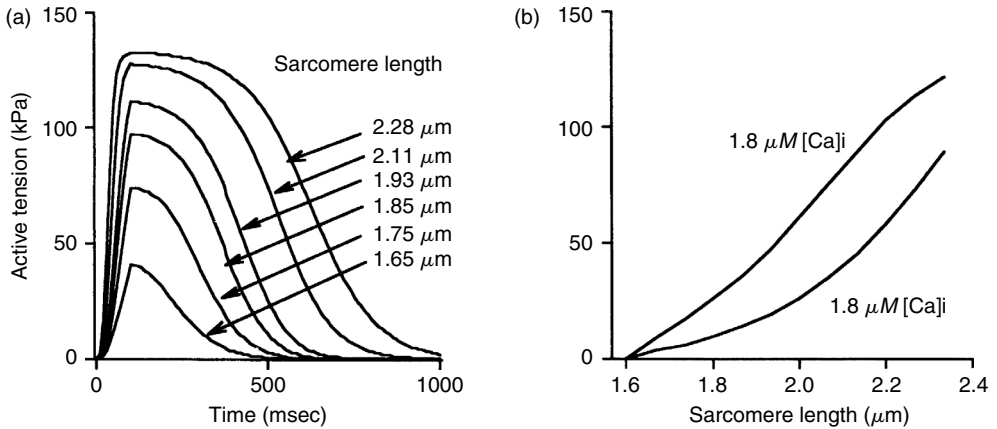 (a)
150
100
50
0
Active tension (kPa)
Sarcomere length
2.28 μm
2.11 μm
1.93 μm
1.85 μm
1.75 μm
1.65 μm
0 500 1000
Time (msec)
(b)
150
100
50
0
1.8 μM [Ca]i
1.8 μM [Ca]i
1.6 1.8 2.0 2.2 2.4
Sarcomere length (μm)